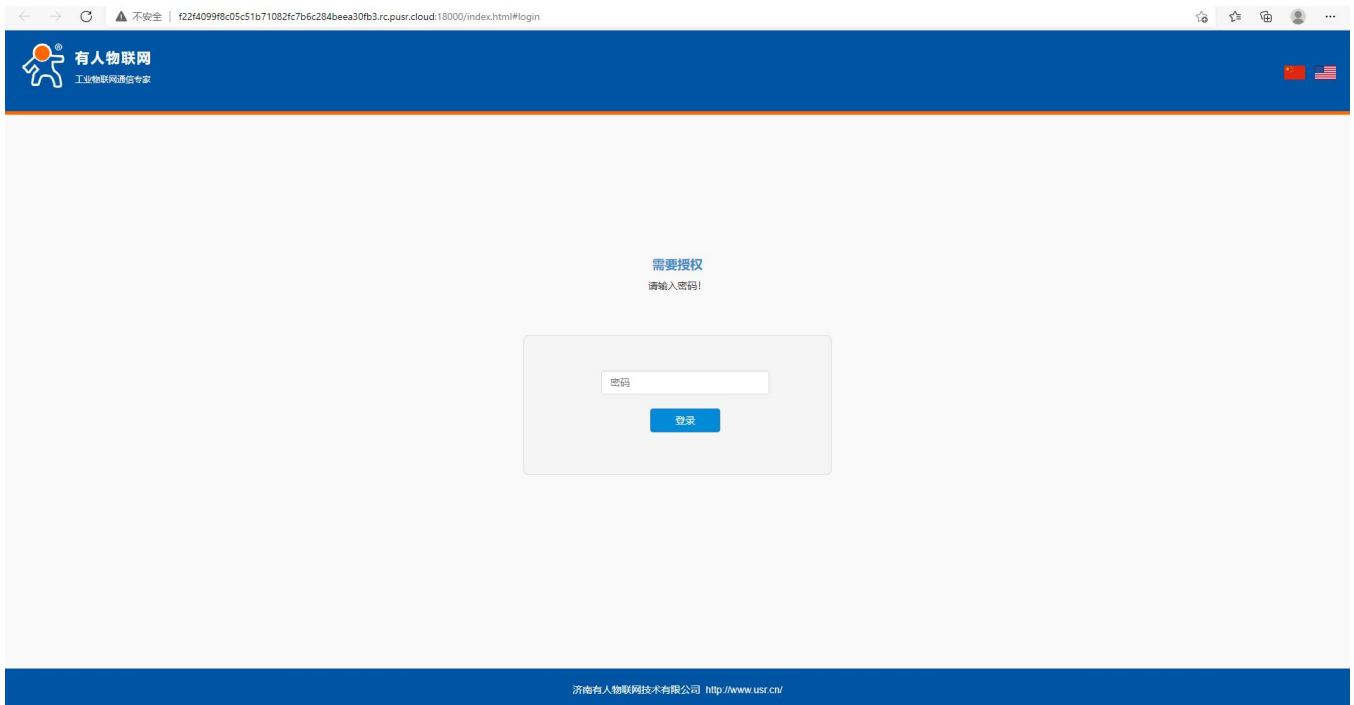 不安全 | f22f4099f8c05c51b71082fc7b6c284beea30fb3.rc.pusr.cloud:18000/index.html#login
有人物联网
®
工业物联网通信专家
需要授权
请输入密码!
密码
登录
济南有人物联网技术有限公司 http://www.usr.cn/